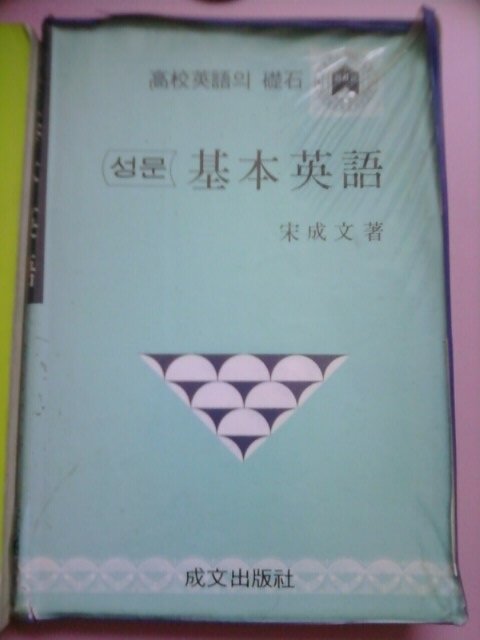 高校英語의 礎石
성문 基本英語
宋成文著
成文出版社